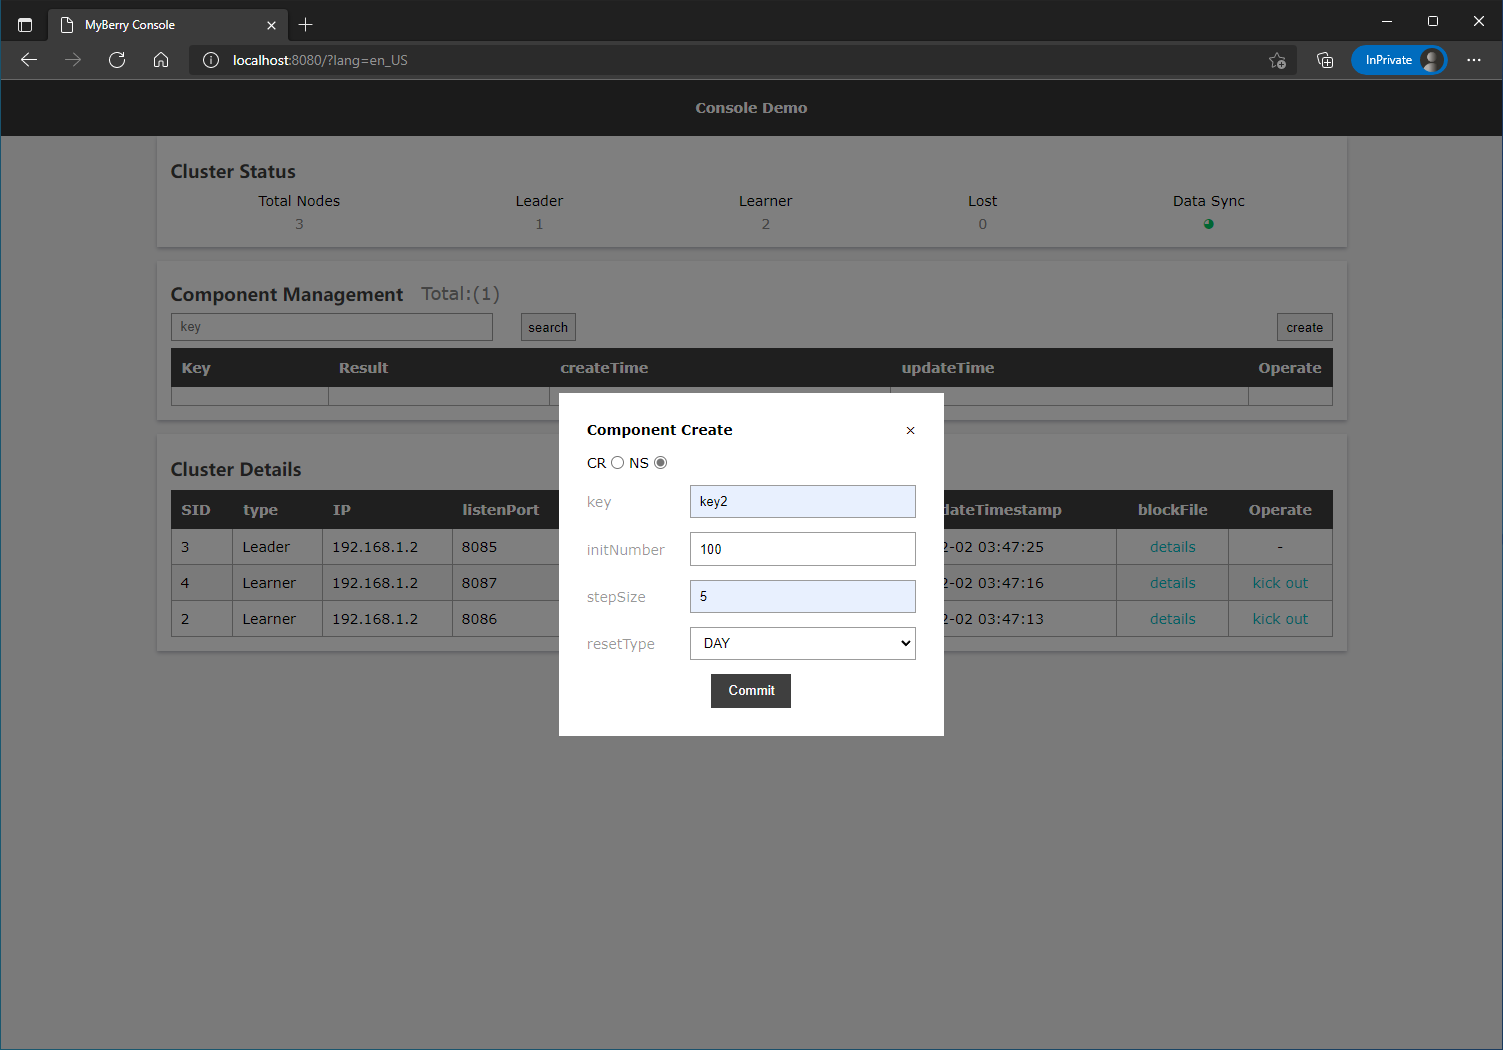 MyBerry Console
localhost:8080/?lang=en_US
InPrivate
Console Demo
Cluster Status
Total Nodes Leader Learner Lost Data Sync
3 1 2 0
Component Management Total:(1)
key search create
Key Result createTime updateTime Operate
Component Create ×
CR NS
key key2
initNumber 100
stepSize 5
resetType DAY
Commit
Cluster Details
SID type IP listenPort dateTimestamp blockFile Operate
3 Leader 192.168.1.2 8085 2-02 03:47:25 details -
4 Learner 192.168.1.2 8087 2-02 03:47:16 details kick out
2 Learner 192.168.1.2 8086 2-02 03:47:13 details kick out